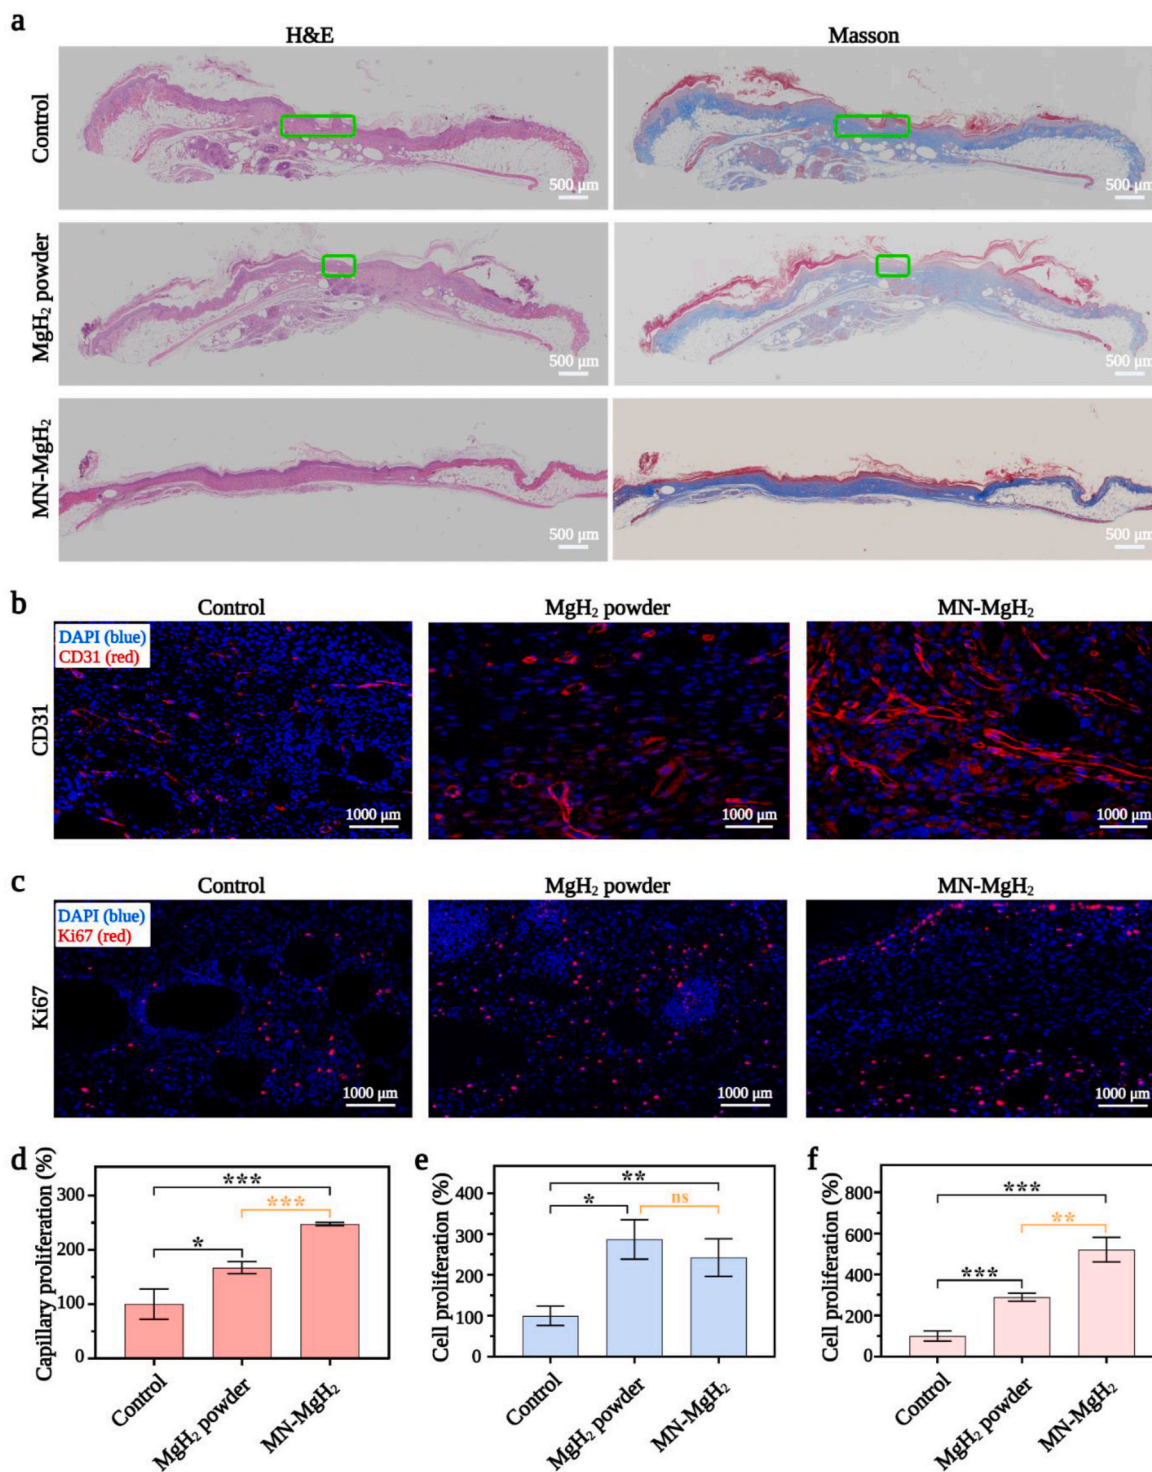 a
H&E
Masson
Control
500 μm
500 μm
MgH₂ powder
500 μm
500 μm
MN-MgH₂
500 μm
500 μm
b
Control
MgH₂ powder
MN-MgH₂
DAPI (blue)
CD31 (red)
CD31
1000 μm
1000 μm
1000 μm
c
Control
MgH₂ powder
MN-MgH₂
DAPI (blue)
Ki67 (red)
Ki67
1000 μm
1000 μm
1000 μm
d
Capillary proliferation (%)
300
200
100
0
***
***
*
Control
MgH₂ powder
MN-MgH₂
e
Cell proliferation (%)
400
300
200
100
0
**
*
ns
Control
MgH₂ powder
MN-MgH₂
f
Cell proliferation (%)
800
600
400
200
0
***
**
***
Control
MgH₂ powder
MN-MgH₂